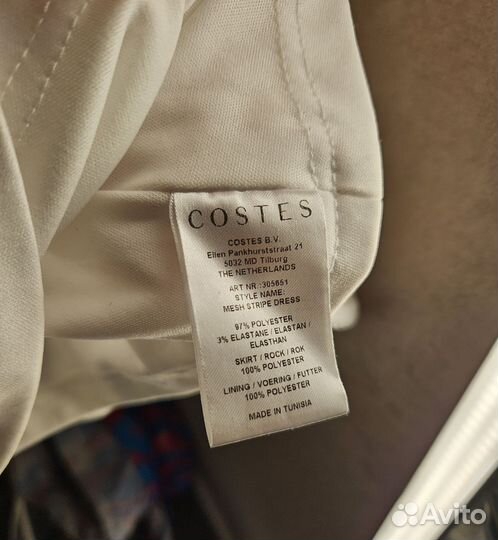 COSTES
COSTES B.V.
Ellen Pankhurststraat 21
5032 MD Tilburg
THE NETHERLANDS
ART NR.:305651
STYLE NAME:
MESH STRIPE DRESS
97% POLYESTER
3% ELASTANE / ELASTAN /
ELASTHAN
SKIRT / ROCK / ROK
100% POLYESTER
LINING / VOERING / FUTTER
100% POLYESTER
MADE IN TUNISIA
Avito